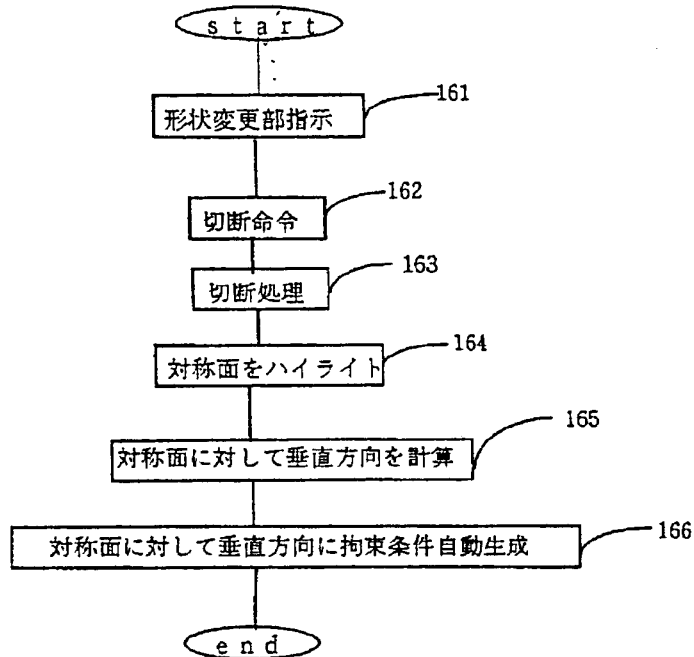 start
161
形状変更部指示
162
切断命令
163
切断処理
164
対称面をハイライト
165
対称面に対して垂直方向を計算
166
対称面に対して垂直方向に拘束条件自動生成
end